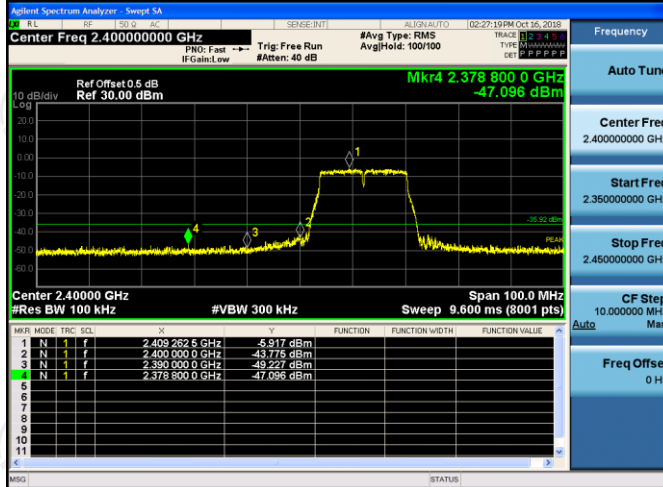 Agilent Spectrum Analyzer - Swept SA
RL RF 50 Ω AC SENSE:INT ALIGNAUTO 02:27:19 PM Oct 16, 2018
Center Freq 2.400000000 GHz
PNO: Fast
IFGain:Low
Trig: Free Run
#Atten: 40 dB
#Avg Type: RMS
Avg|Hold: 100/100
TRACE 1 2 3 4 5 6
TYPE M
DET P P P P P P
Ref Offset 0.5 dB
Ref 30.00 dBm
10 dB/div
Log
Mkr4 2.378 800 0 GHz
-47.096 dBm
20.0
10.0
0.00
-10.0
-20.0
-30.0
-40.0
-50.0
-60.0
1
2
3
4
-35.92 dBm
PEAK
Center 2.40000 GHz Span 100.0 MHz
#Res BW 100 kHz #VBW 300 kHz Sweep 9.600 ms (8001 pts)
MKR MODE TRC SCL X Y FUNCTION FUNCTION WIDTH FUNCTION VALUE
1 N 1 f 2.409 262 5 GHz -5.917 dBm
2 N 1 f 2.400 000 0 GHz -43.775 dBm
3 N 1 f 2.390 000 0 GHz -49.227 dBm
4 N 1 f 2.378 800 0 GHz -47.096 dBm
5
6
7
8
9
10
11
MSG STATUS
Frequency
Auto Tun
Center Fre
2.400000000 GH
Start Fre
2.350000000 GH
Stop Fre
2.450000000 GH
CF Ste
10.000000 MH
Auto Ma
Freq Offse
0 H